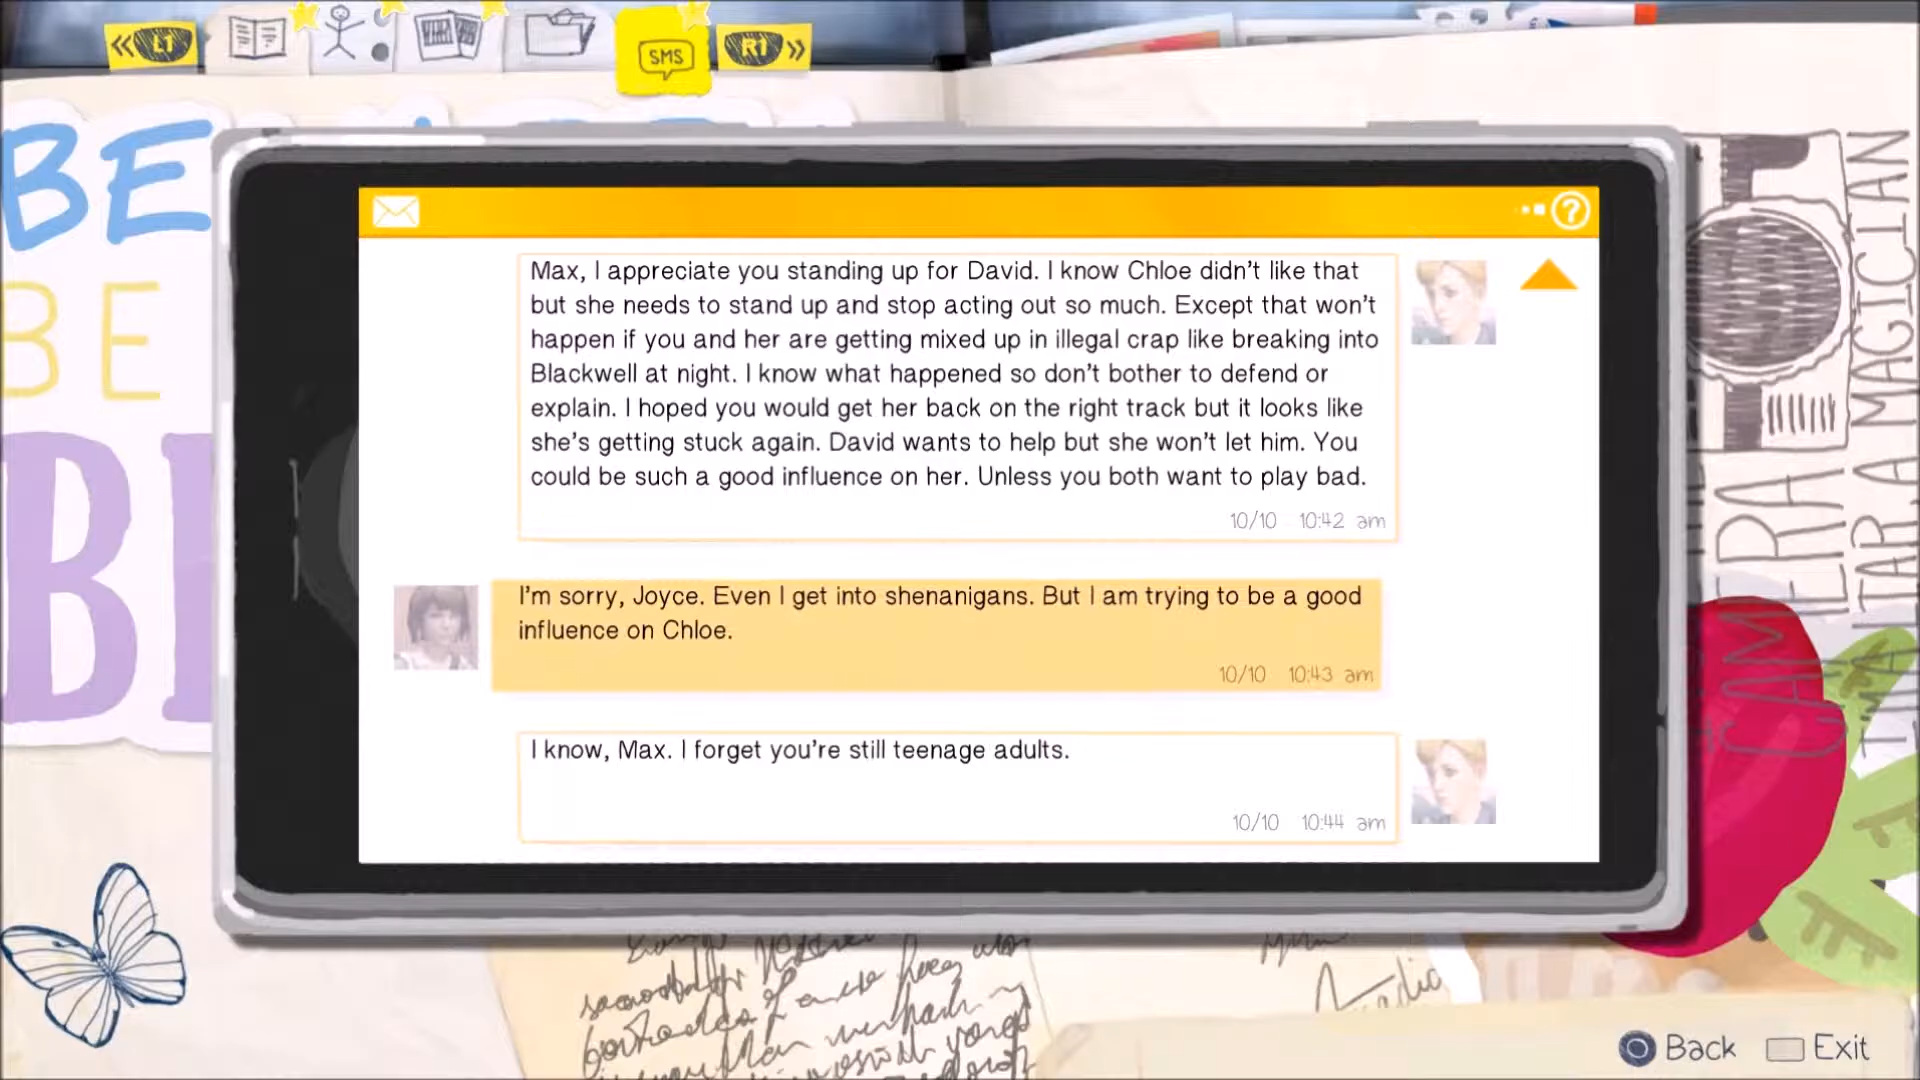 L1
SMS
R1
BE
BE
Max, I appreciate you standing up for David. I know Chloe didn't like that
but she needs to stand up and stop acting out so much. Except that won't
happen if you and her are getting mixed up in illegal crap like breaking into
Blackwell at night. I know what happened so don't bother to defend or
explain. I hoped you would get her back on the right track but it looks like
she's getting stuck again. David wants to help but she won't let him. You
could be such a good influence on her. Unless you both want to play bad.
10/10 10:42 am
I'm sorry, Joyce. Even I get into shenanigans. But I am trying to be a good
influence on Chloe.
10/10 10:43 am
I know, Max. I forget you're still teenage adults.
10/10 10:44 am
MAGICIAN
Back
Exit